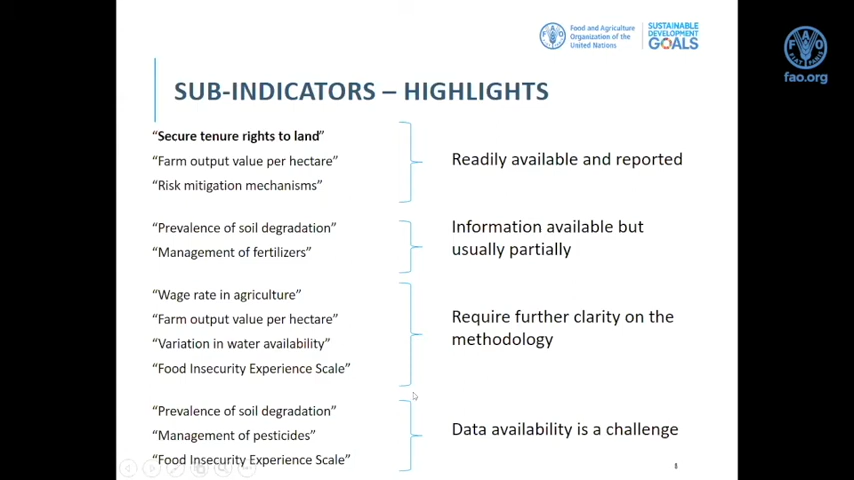 Food and Agriculture
Organization of the
United Nations
SUSTAINABLE
DEVELOPMENT
GOALS
FAO
FIAT PANIS
fao.org
SUB-INDICATORS – HIGHLIGHTS
“Secure tenure rights to land”
“Farm output value per hectare”
“Risk mitigation mechanisms”
Readily available and reported
“Prevalence of soil degradation”
“Management of fertilizers”
Information available but
usually partially
“Wage rate in agriculture”
“Farm output value per hectare”
“Variation in water availability”
“Food Insecurity Experience Scale”
Require further clarity on the
methodology
“Prevalence of soil degradation”
“Management of pesticides”
“Food Insecurity Experience Scale”
Data availability is a challenge
8